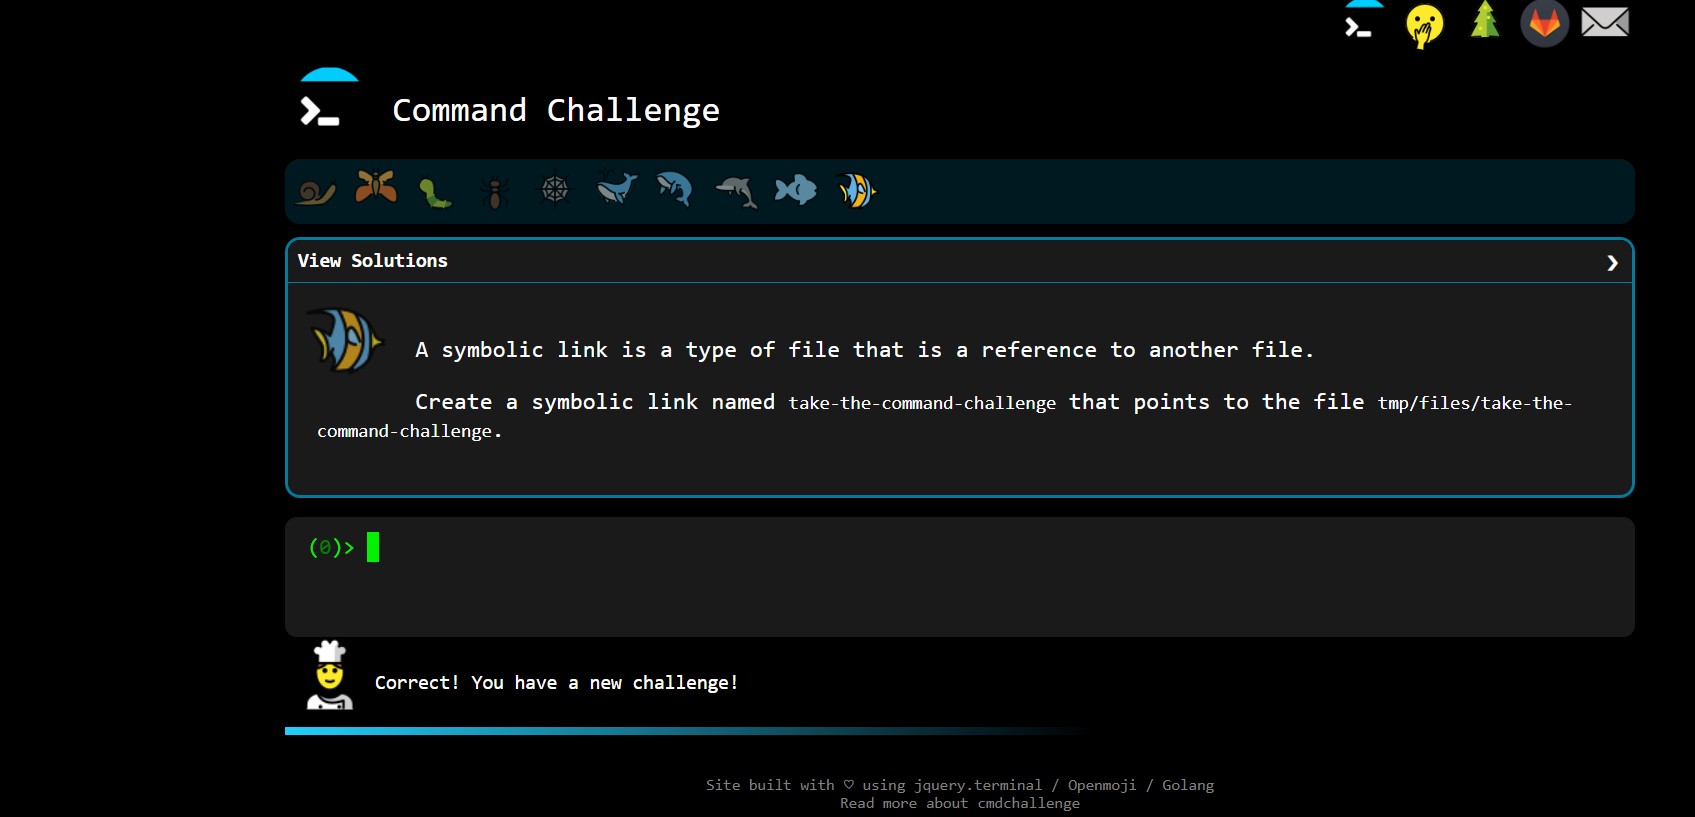 Command Challenge
View Solutions
A symbolic link is a type of file that is a reference to another file.
Create a symbolic link named take-the-command-challenge that points to the file tmp/files/take-the-
command-challenge.
(0)>
Correct! You have a new challenge!
Site built with ♡ using jquery.terminal / Openmoji / Golang
Read more about cmdchallenge